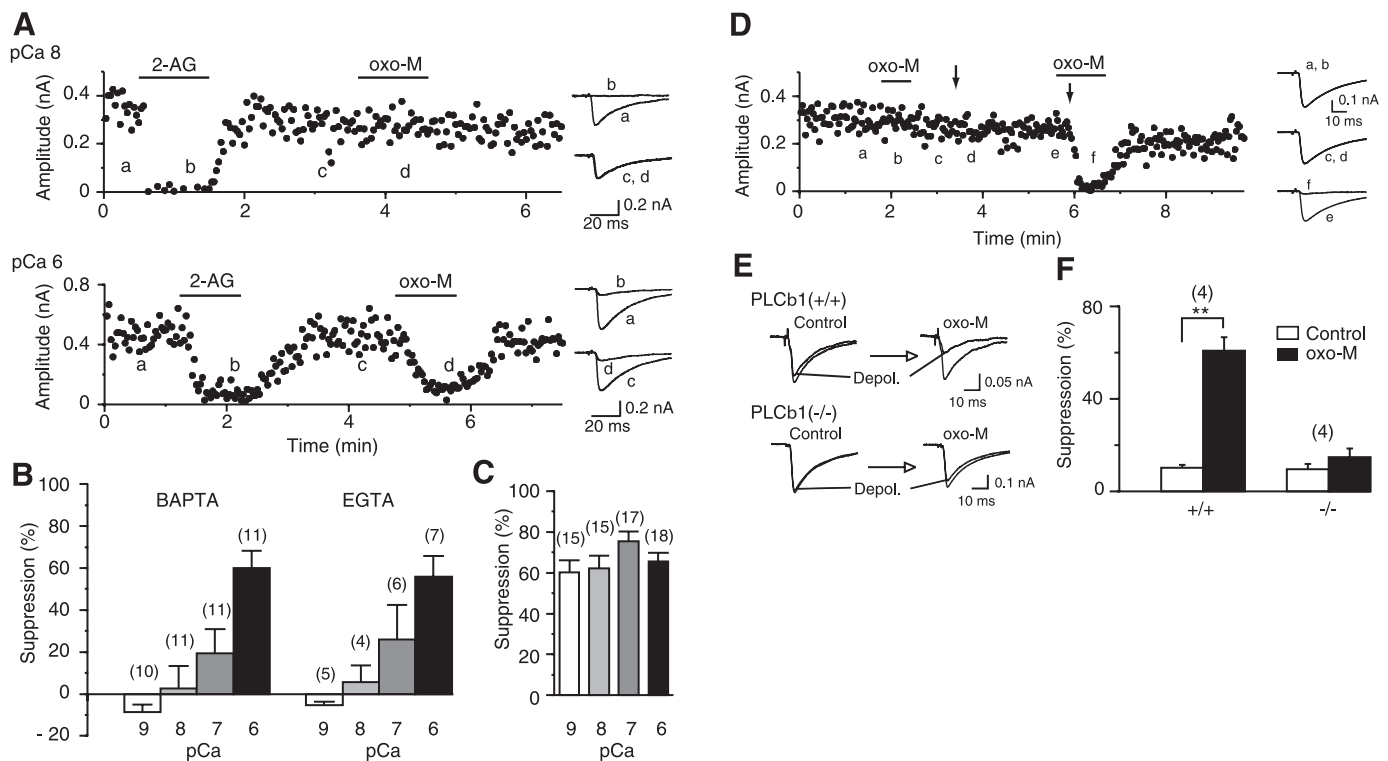 A
pCa 8
2-AG
oxo-M
Amplitude (nA)
0.4
0.2
0
a
b
c
d
0
2
4
6
b
a
c, d
0.2 nA
20 ms
pCa 6
2-AG
oxo-M
Amplitude (nA)
0.8
0.4
0
a
b
c
d
0
2
4
6
Time (min)
b
a
d
c
0.2 nA
20 ms
B
BAPTA
EGTA
Suppression (%)
100
80
60
40
20
0
- 20
(10)
(11)
(11)
(11)
(5)
(4)
(6)
(7)
9
8
7
6
9
8
7
6
pCa
pCa
C
Suppression (%)
100
80
60
40
20
0
(15)
(15)
(17)
(18)
9
8
7
6
pCa
D
oxo-M
oxo-M
Amplitude (nA)
0.4
0.2
0
a
b
c
d
e
f
0
2
4
6
8
Time (min)
a, b
0.1 nA
10 ms
c, d
f
e
E
PLCb1(+/+)
Control
oxo-M
Depol.
0.05 nA
10 ms
PLCb1(-/-)
Control
oxo-M
Depol.
0.1 nA
10 ms
F
Suppressioion (%)
80
40
0
(4)
**
(4)
Control
oxo-M
+/+
-/-